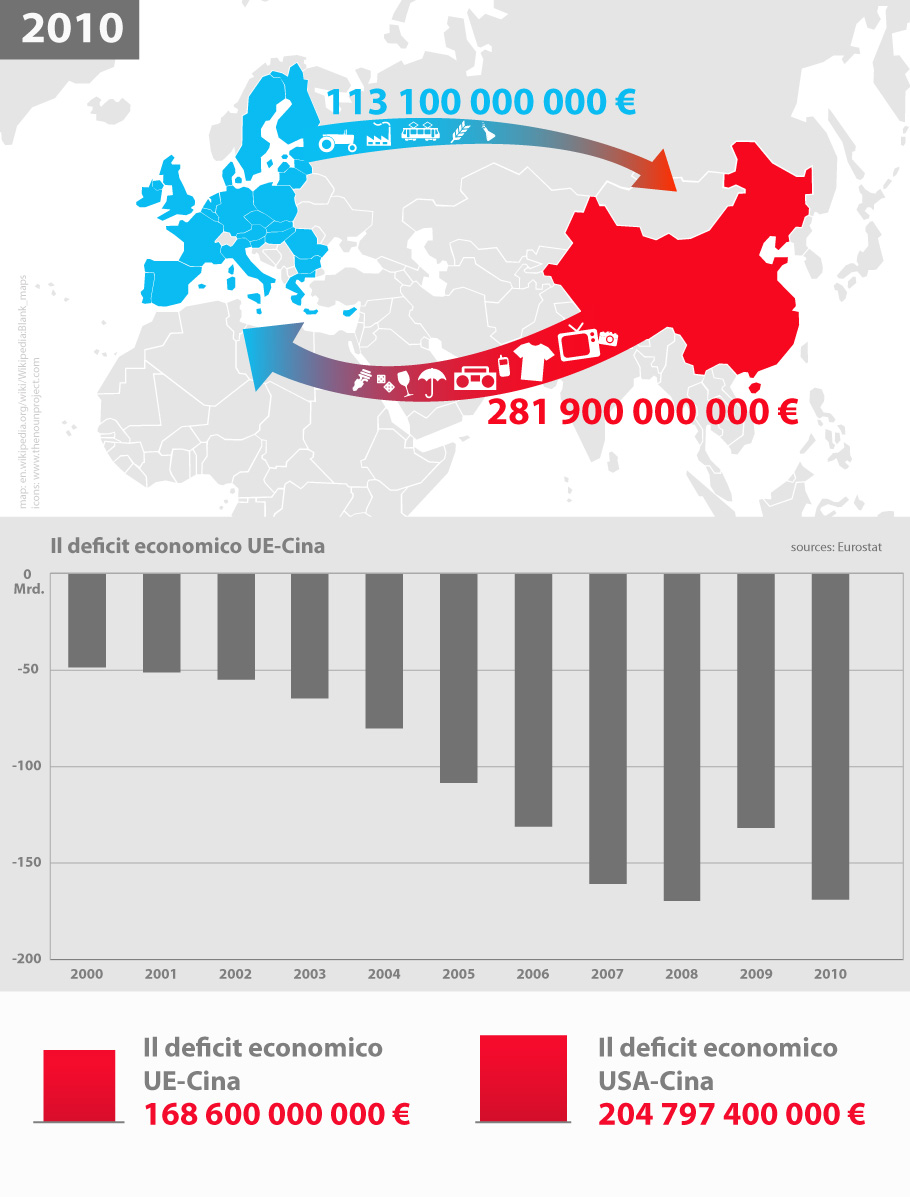 2010
113 100 000 000 €
281 900 000 000 €
map: en.wikipedia.org/wiki/Wikipedia:Blank_maps
icons: www.thenounproject.com
Il deficit economico UE-Cina
sources: Eurostat
0
Mrd.
-50
-100
-150
-200
2000 2001 2002 2003 2004 2005 2006 2007 2008 2009 2010
Il deficit economico
UE-Cina
168 600 000 000 €
Il deficit economico
USA-Cina
204 797 400 000 €